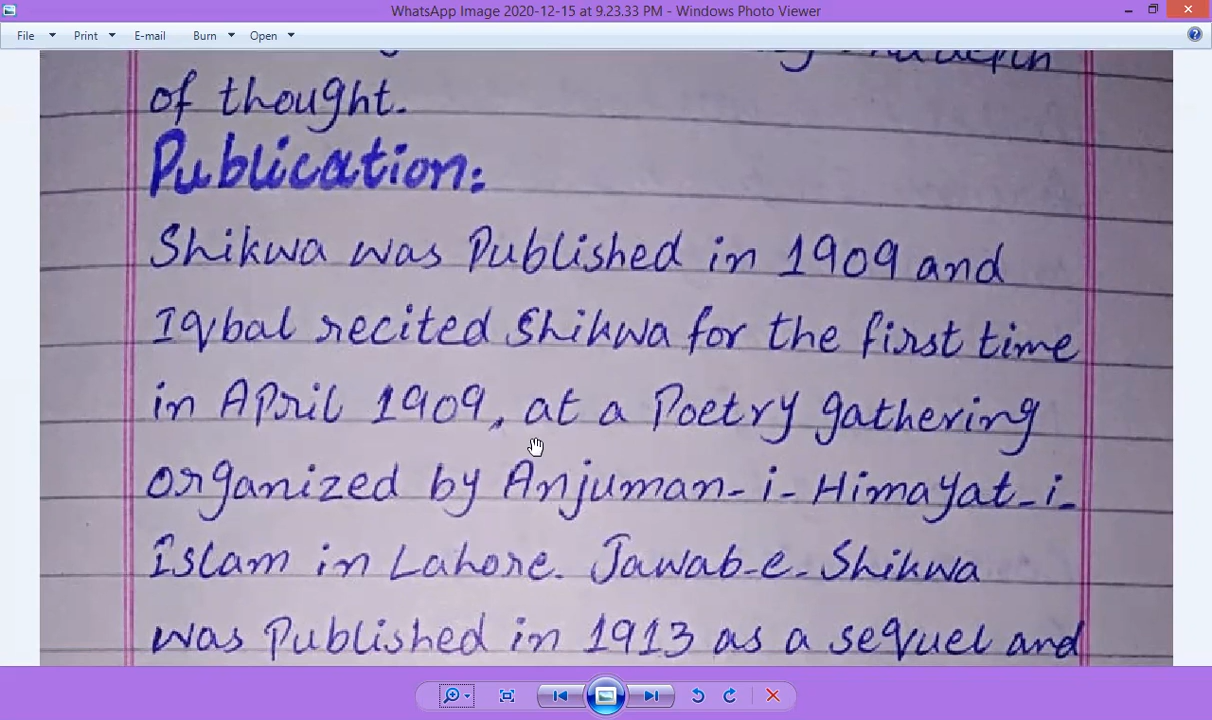 WhatsApp Image 2020-12-15 at 9.23.33 PM - Windows Photo Viewer
File Print E-mail Burn Open
of thought.
Publication:
Shikwa was Published in 1909 and
Iqbal recited Shikwa for the first time
in April 1909, at a Poetry gathering
organized by Anjuman-i-Himayat-i-
Islam in Lahore. Jawab-e-Shikwa
was Published in 1913 as a sequel and